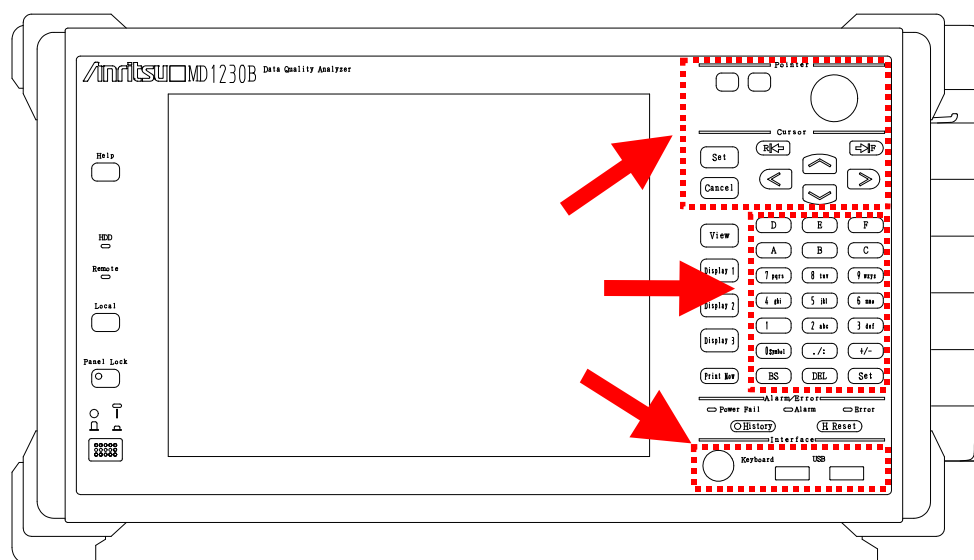 Anritsu MD1230B Data Quality Analyzer
Pointer
Cursor
Help
Set
R
F
Cancel
HDD
Remote
Local
Panel Lock
View
Display 1
Display 2
Display 3
Print Now
D E F
A B C
7 pqrs 8 tuv 9 wxyz
4 ghi 5 jkl 6 mno
1 2 abc 3 def
0 Symbol ./: +/-
BS DEL Set
Alarm/Error
Power Fail Alarm Error
History H Reset
Interface
Keyboard USB